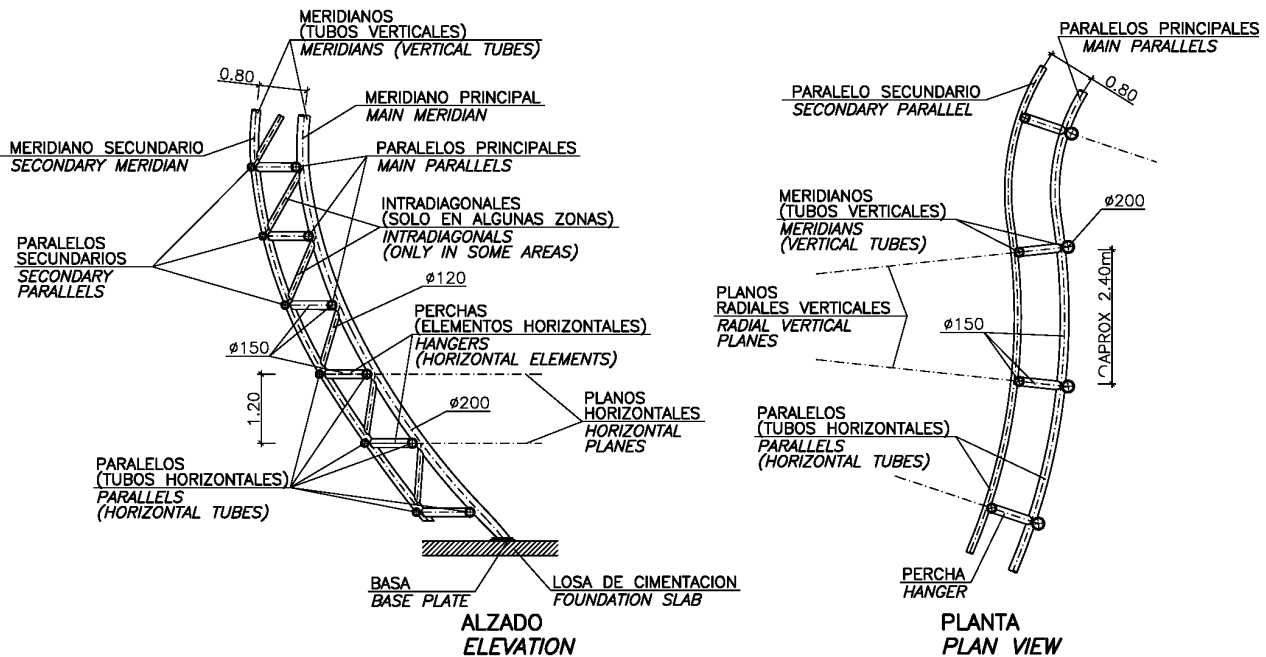 MERIDIANOS
(TUBOS VERTICALES)
MERIDIANS (VERTICAL TUBES)
0.80
MERIDIANO PRINCIPAL
MAIN MERIDIAN
MERIDIANO SECUNDARIO
SECONDARY MERIDIAN
PARALELOS PRINCIPALES
MAIN PARALLELS
INTRADIAGONALES
(SOLO EN ALGUNAS ZONAS)
INTRADIAGONALS
(ONLY IN SOME AREAS)
PARALELOS
SECUNDARIOS
SECONDARY
PARALLELS
ø120
PERCHAS
(ELEMENTOS HORIZONTALES)
HANGERS
(HORIZONTAL ELEMENTS)
ø150
1.20
ø200
PLANOS
HORIZONTALES
HORIZONTAL
PLANES
PARALELOS
(TUBOS HORIZONTALES)
PARALLELS
(HORIZONTAL TUBES)
BASA
BASE PLATE
LOSA DE CIMENTACION
FOUNDATION SLAB
ALZADO
ELEVATION
PARALELOS PRINCIPALES
MAIN PARALLELS
PARALELO SECUNDARIO
SECONDARY PARALLEL
0.80
MERIDIANOS
(TUBOS VERTICALES)
MERIDIANS
(VERTICAL TUBES)
ø200
PLANOS
RADIALES VERTICALES
RADIAL VERTICAL
PLANES
ø150
APROX 2.40m
PARALELOS
(TUBOS HORIZONTALES)
PARALLELS
(HORIZONTAL TUBES)
PERCHA
HANGER
PLANTA
PLAN VIEW